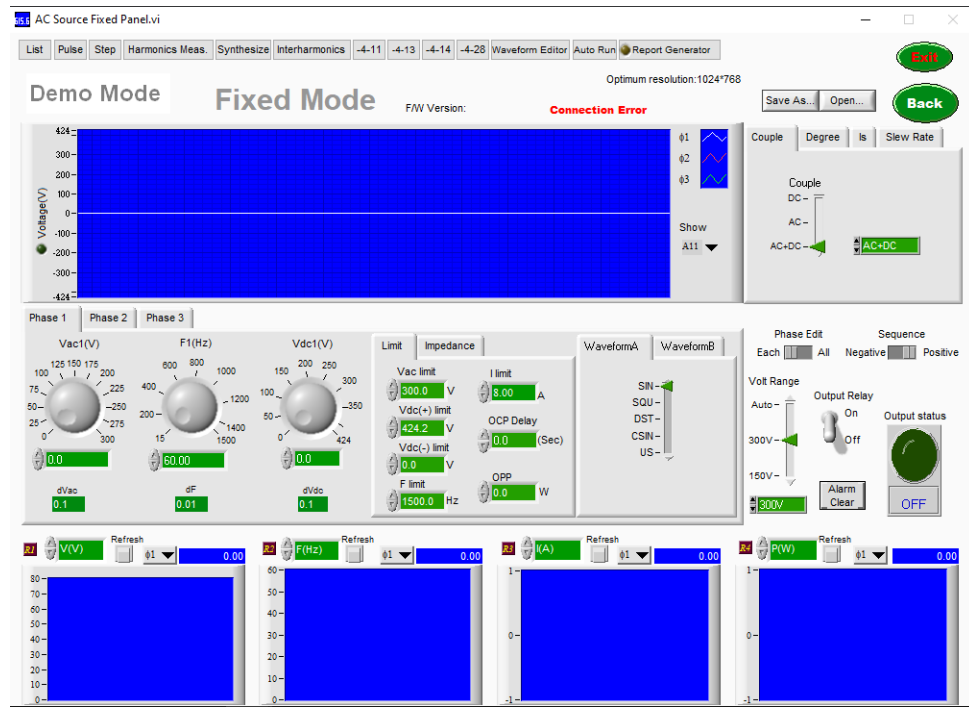 GIS.6 AC Source Fixed Panel.vi
List Pulse Step Harmonics Meas. Synthesize Interharmonics -4-11 -4-13 -4-14 -4-28 Waveform Editor Auto Run Report Generator
Exit
Optimum resolution:1024*768
Demo Mode
Fixed Mode
F/W Version:
Connection Error
Save As... Open...
Back
Voltage(V)
424
300
200
100
0
-100
-200
-300
-424
ϕ1
ϕ2
ϕ3
Show
A11
Couple Degree Is Slew Rate
Couple
DC
AC
AC+DC AC+DC
Phase 1 Phase 2 Phase 3
Vac1(V)
0 25 50 75 100 125 150 175 200 225 250 275 300
0.0
dVac
0.1
F1(Hz)
15 200 400 600 800 1000 1200 1400 1500
60.00
dF
0.01
Vdc1(V)
0 50 100 150 200 250 300 350 424
0.0
dVdc
0.1
Limit Impedance
Vac limit
300.0 V
Vdc(+) limit
424.2 V
Vdc(-) limit
0.0 V
F limit
1500.0 Hz
I limit
8.00 A
OCP Delay
0.0 (Sec)
OPP
0.0 W
WaveformA WaveformB
SIN
SQU
DST
CSIN
US
Phase Edit
Each All
Sequence
Negative Positive
Volt Range
Auto
300V
150V
300V
Output Relay
On
Off
Alarm
Clear
Output status
OFF
R1 V(V) Refresh ϕ1 0.00
80
70
60
50
40
30
20
10
0
R2 F(Hz) Refresh ϕ1 0.00
60
50
40
30
20
10
0
R3 I(A) Refresh ϕ1 0.00
1
0
-1
R4 P(W) Refresh ϕ1 0.00
1
0
-1